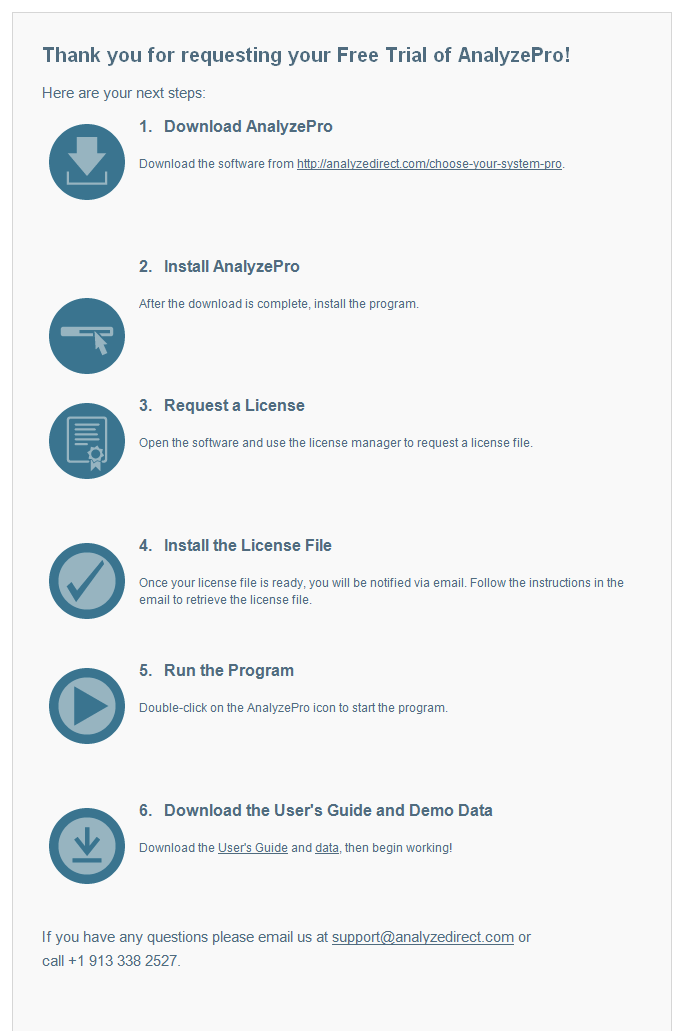 Thank you for requesting your Free Trial of AnalyzePro!
Here are your next steps:
1. Download AnalyzePro
Download the software from http://analyzedirect.com/choose-your-system-pro.
2. Install AnalyzePro
After the download is complete, install the program.
3. Request a License
Open the software and use the license manager to request a license file.
4. Install the License File
Once your license file is ready, you will be notified via email. Follow the instructions in the
email to retrieve the license file.
5. Run the Program
Double-click on the AnalyzePro icon to start the program.
6. Download the User's Guide and Demo Data
Download the User's Guide and data, then begin working!
If you have any questions please email us at support@analyzedirect.com or
call +1 913 338 2527.